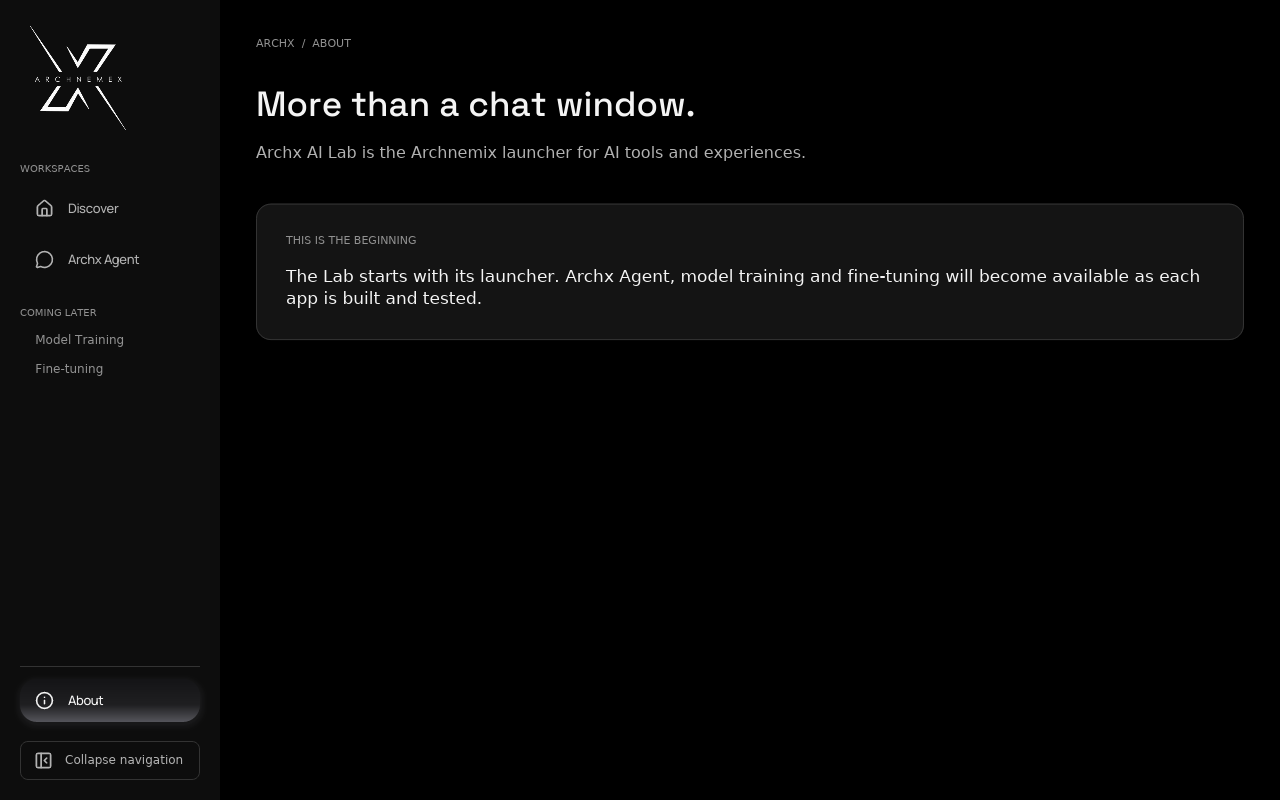 ARCHNEMEX
WORKSPACES
Discover
Archx Agent
COMING LATER
Model Training
Fine-tuning
About
Collapse navigation
ARCHX / ABOUT
More than a chat window.
Archx AI Lab is the Archnemix launcher for AI tools and experiences.
THIS IS THE BEGINNING
The Lab starts with its launcher. Archx Agent, model training and fine-tuning will become available as each
app is built and tested.